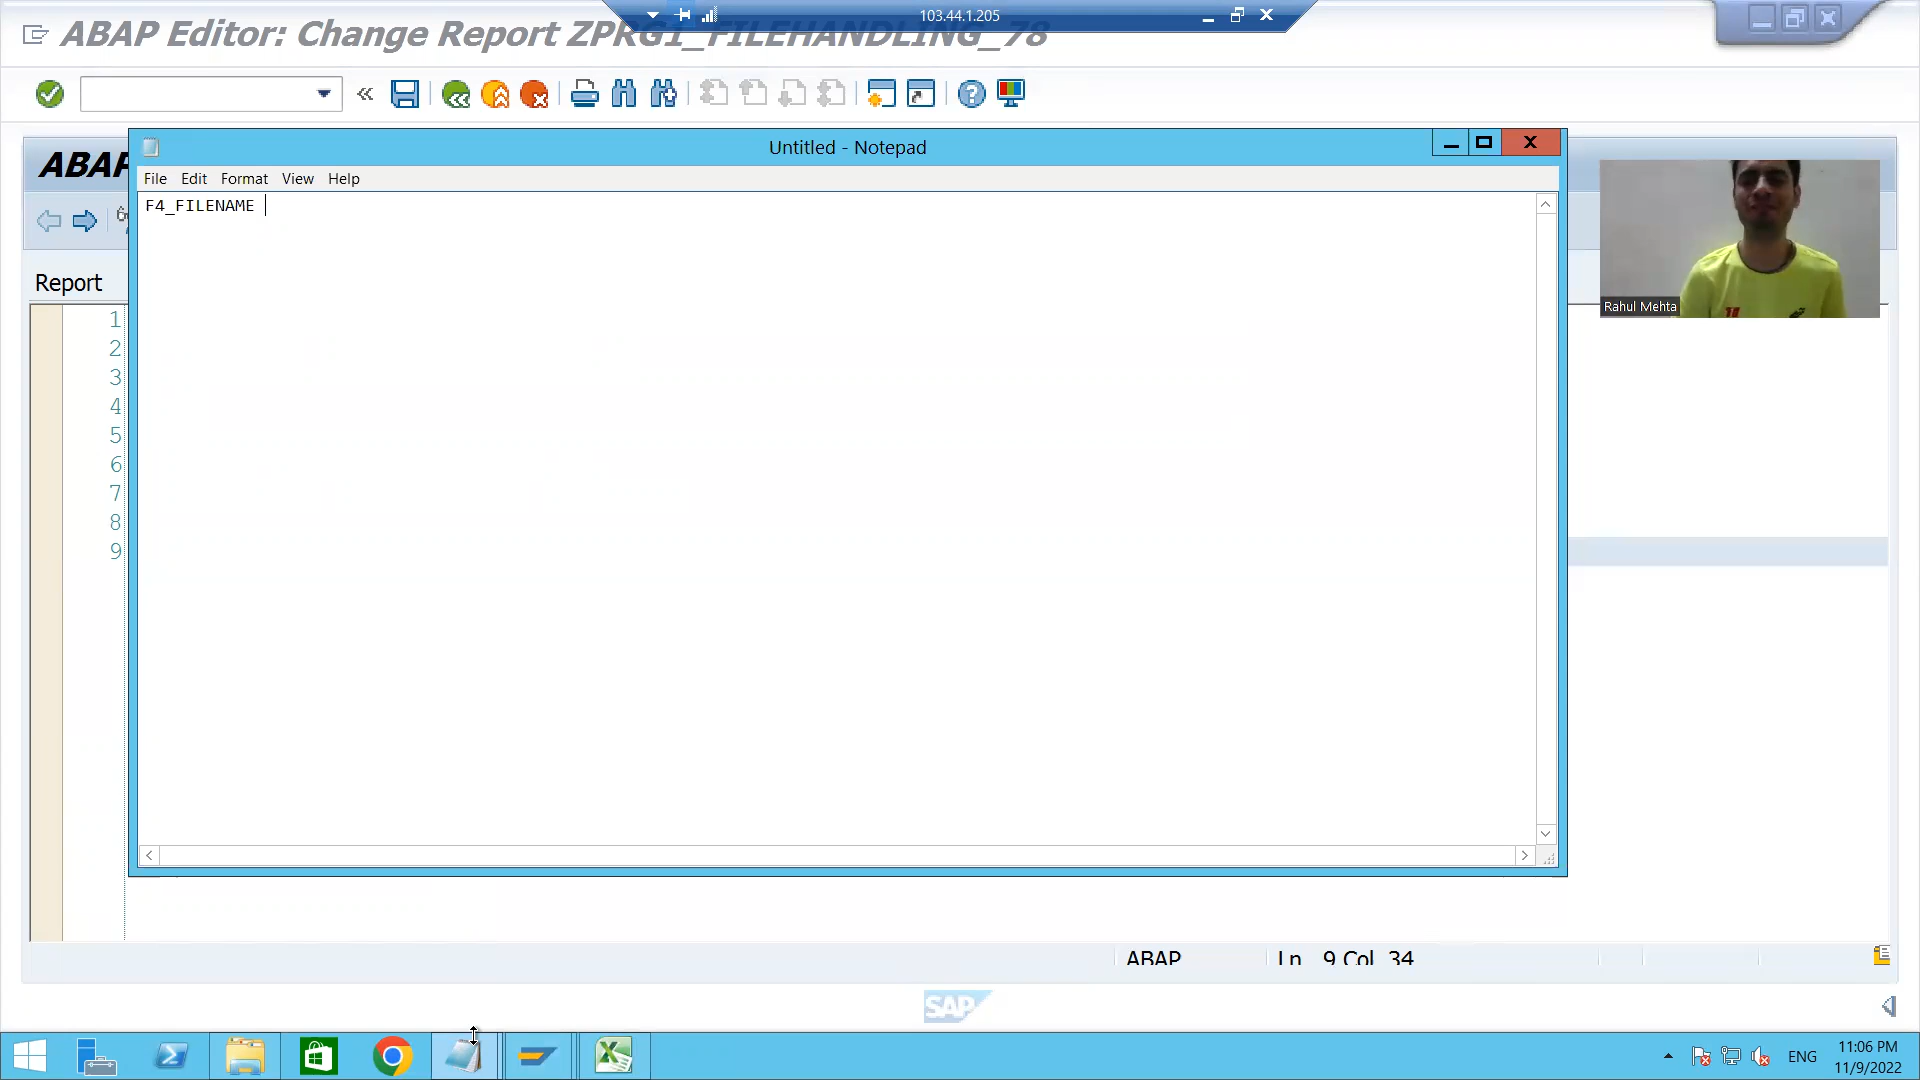 103.44.1.205
ABAP Editor: Change Report ZPRG1_FILEHANDLING_78
Untitled - Notepad
ABAP
File Edit Format View Help
F4_FILENAME
Report
Rahul Mehta
1
2
3
4
5
6
7
8
9
ABAP Ln 9 Col 34
SAP
ENG
11:06 PM
11/9/2022